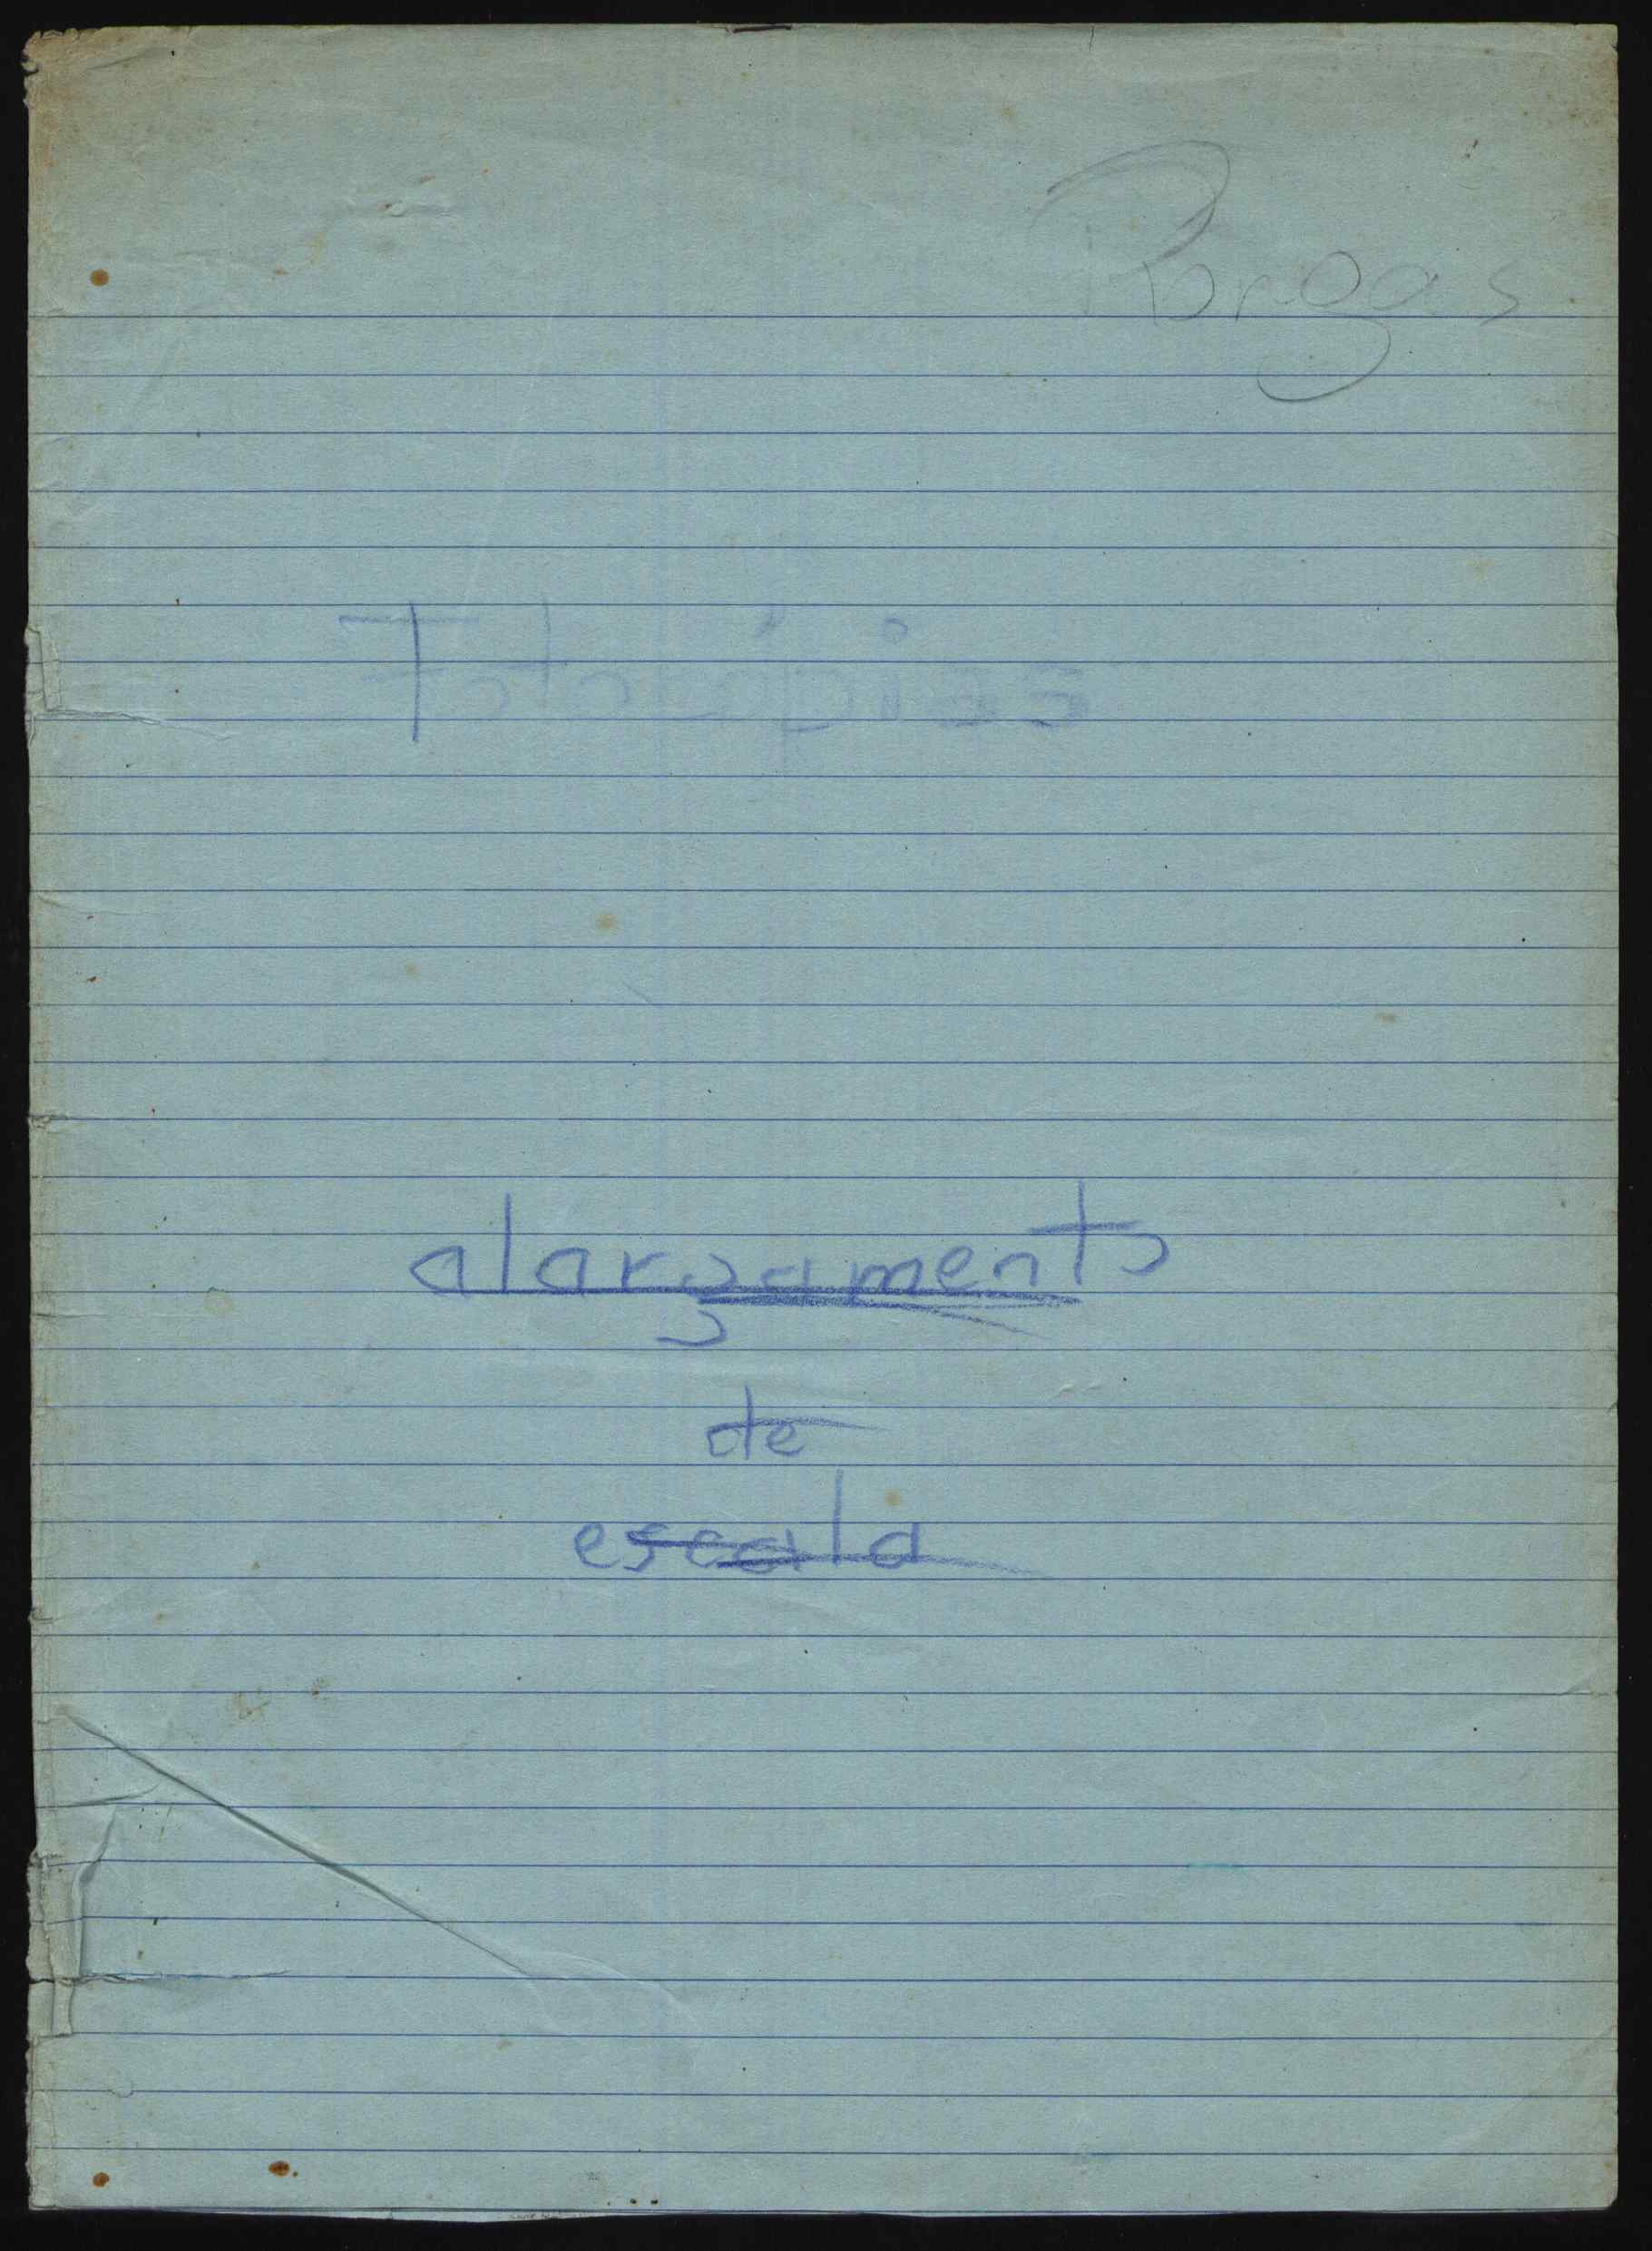 Borgas
Fotocópias
alargamento
de
escala